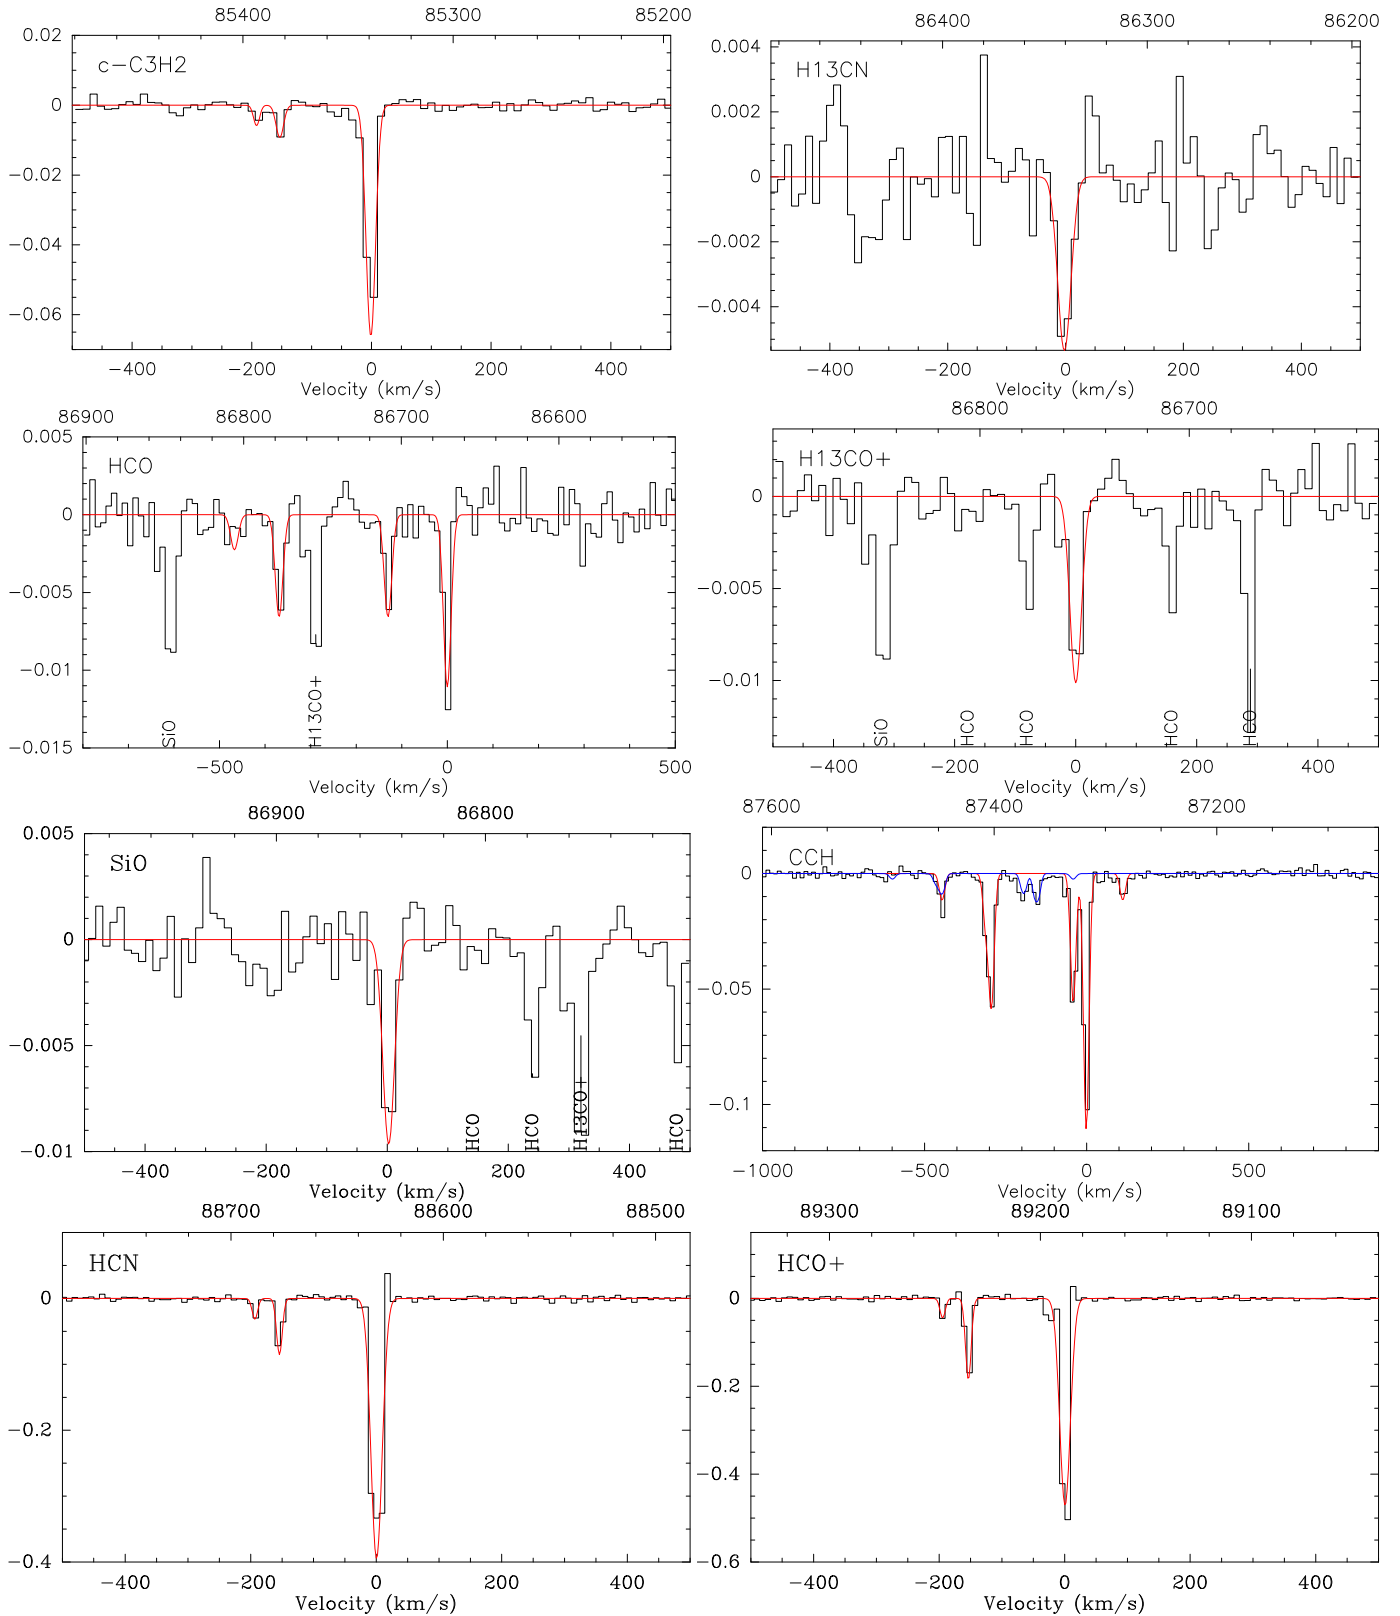 85400 85300 85200
0.02
c−C3H2
0
−0.02
−0.04
−0.06
−400 −200 0 200 400
Velocity (km/s)
86400 86300 86200
0.004
H13CN
0.002
0
−0.002
−0.004
−400 −200 0 200 400
Velocity (km/s)
86900 86800 86700 86600
0.005
HCO
0
−0.005
−0.01
−0.015
SiO
H13CO+
−500 0 500
Velocity (km/s)
86800 86700
H13CO+
0
−0.005
−0.01
SiO
HCO
HCO
HCO
HCO
−400 −200 0 200 400
Velocity (km/s)
86900 86800
0.005
SiO
0
−0.005
−0.01
HCO
HCO
H13CO+
HCO
−400 −200 0 200 400
Velocity (km/s)
87600 87400 87200
CCH
0
−0.05
−0.1
−1000 −500 0 500
Velocity (km/s)
88700 88600 88500
HCN
0
−0.2
−0.4
−400 −200 0 200 400
Velocity (km/s)
89300 89200 89100
HCO+
0
−0.2
−0.4
−0.6
−400 −200 0 200 400
Velocity (km/s)